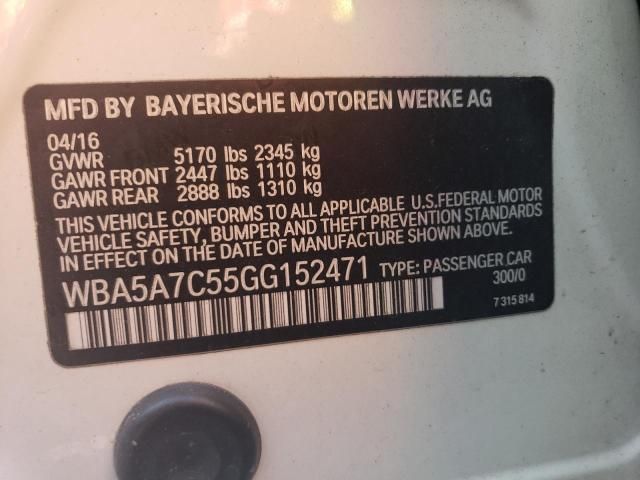 MFD BY BAYERISCHE MOTOREN WERKE AG
04/16
GVWR 5170 lbs 2345 kg
GAWR FRONT 2447 lbs 1110 kg
GAWR REAR 2888 lbs 1310 kg
THIS VEHICLE CONFORMS TO ALL APPLICABLE U.S.FEDERAL MOTOR
VEHICLE SAFETY, BUMPER AND THEFT PREVENTION STANDARDS
IN EFFECT ON THE DATE OF MANUFACTURE SHOWN ABOVE.
WBA5A7C55GG152471 TYPE: PASSENGER CAR
300/0
7 315 814